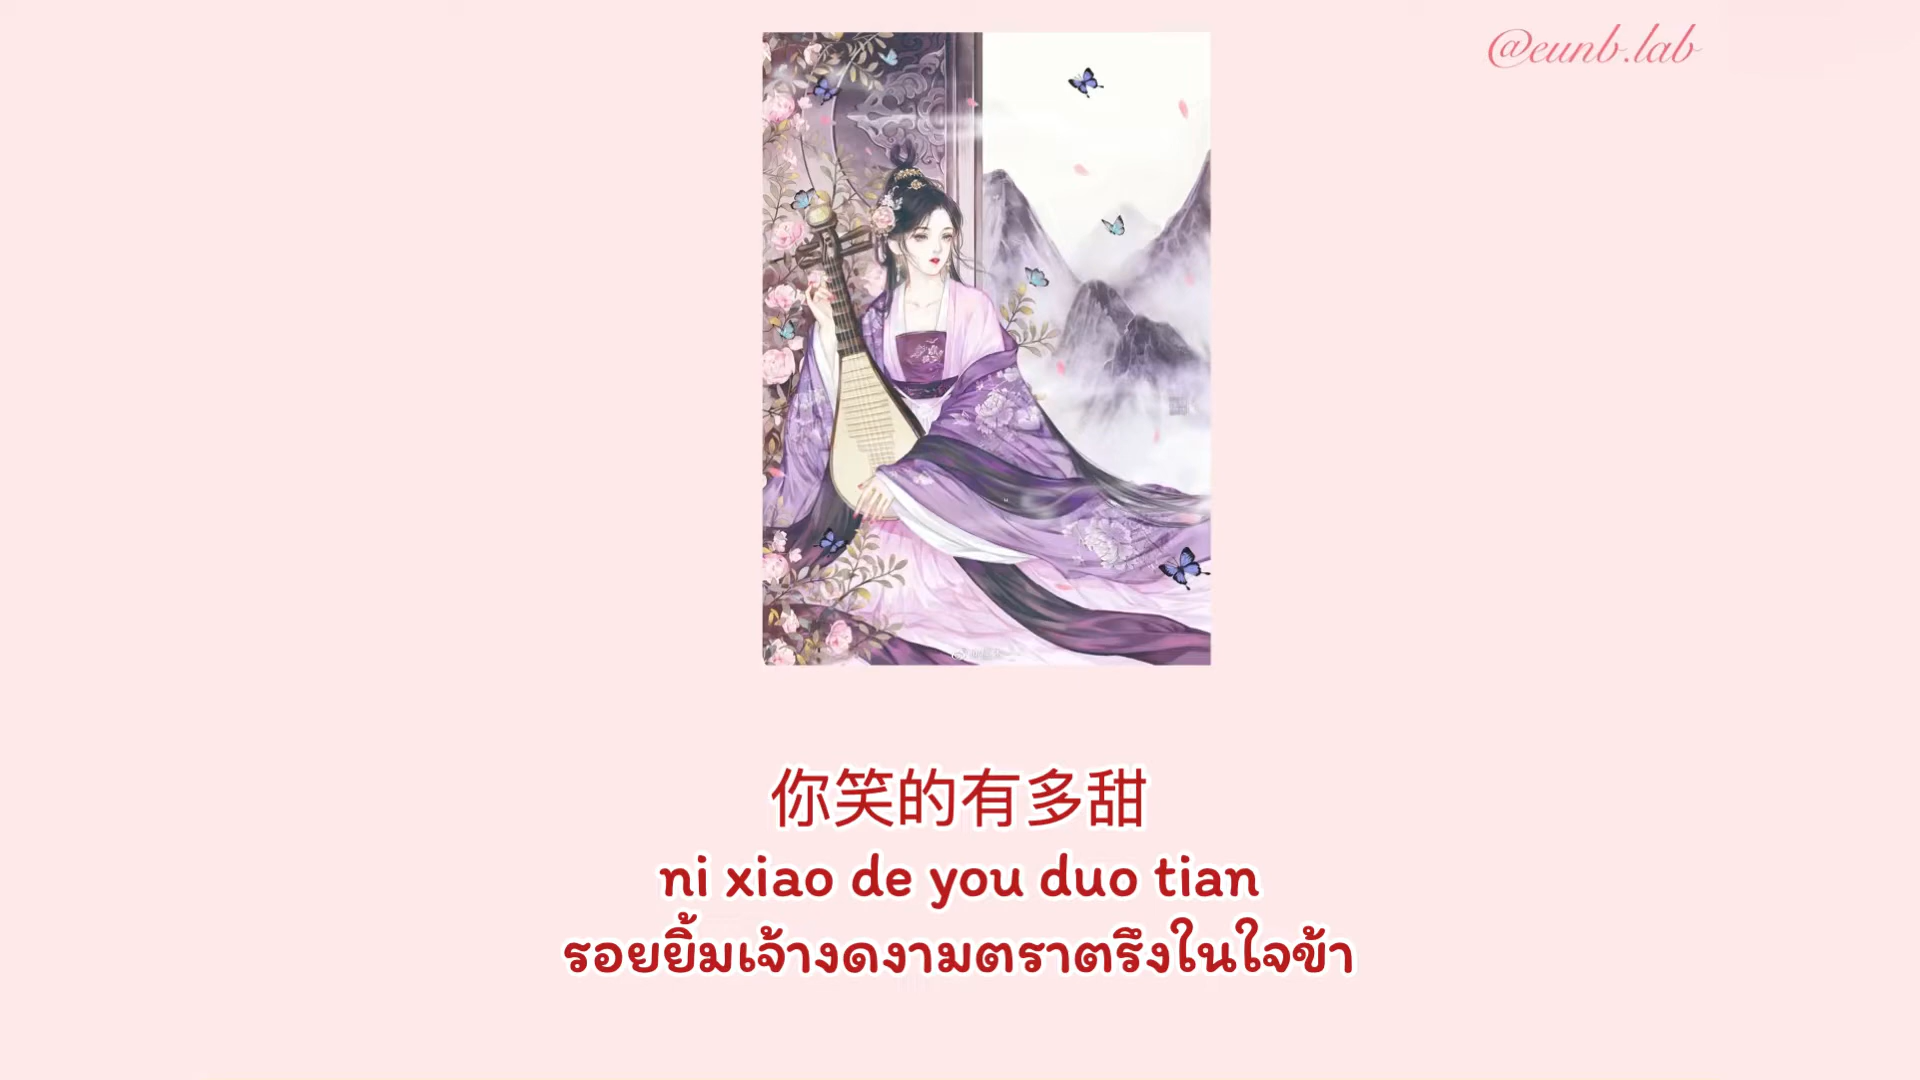 @eunb.lab
你笑的有多甜
ni xiao de you duo tian
รอยยิ้มเจ้างดงามตราตรึงในใจข้า